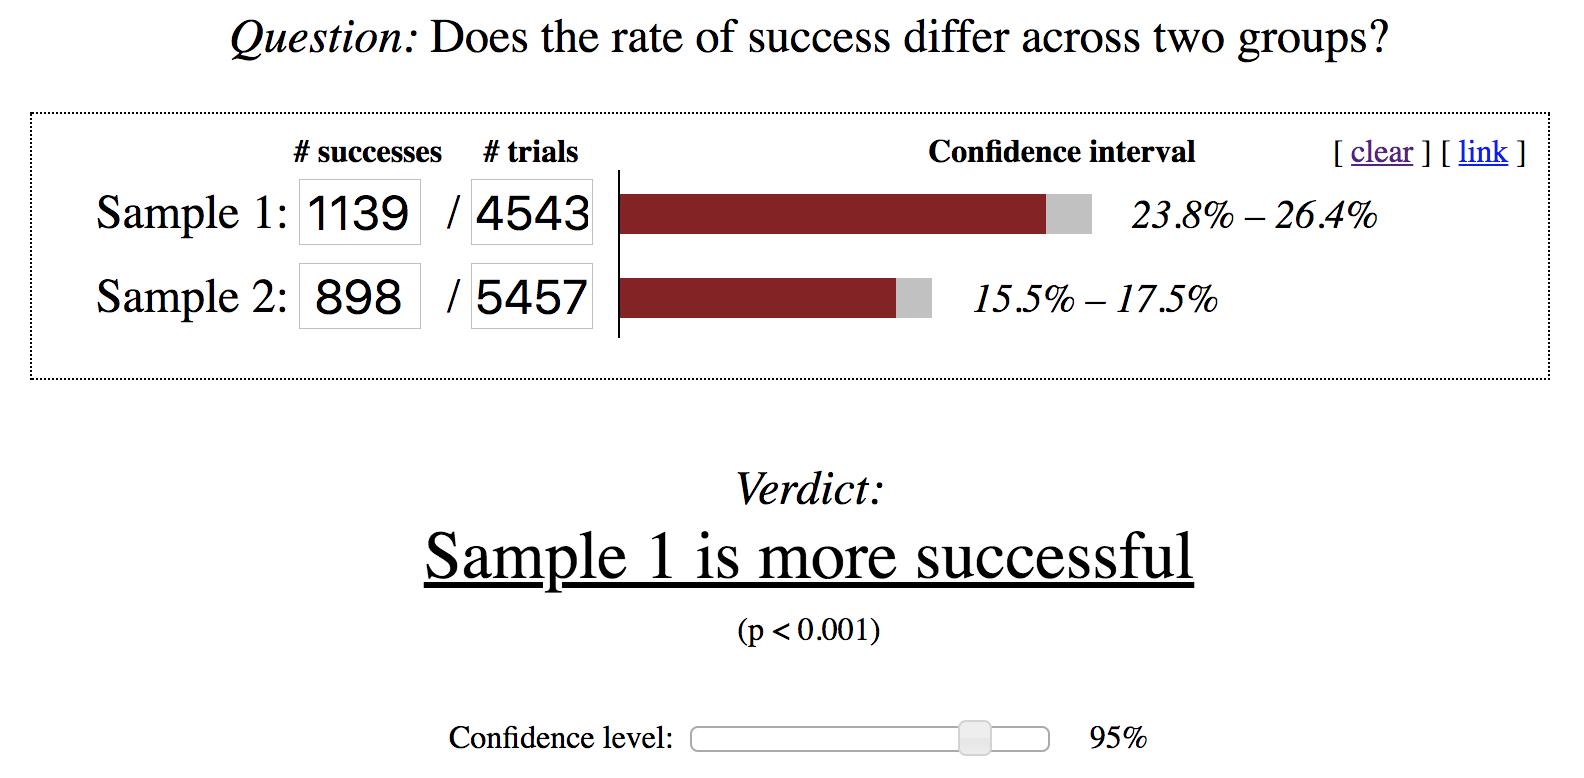 Question: Does the rate of success differ across two groups?
# successes # trials Confidence interval [ clear ] [ link ]
Sample 1: 1139 / 4543 23.8% – 26.4%
Sample 2: 898 / 5457 15.5% – 17.5%
Verdict:
Sample 1 is more successful
(p < 0.001)
Confidence level: 95%